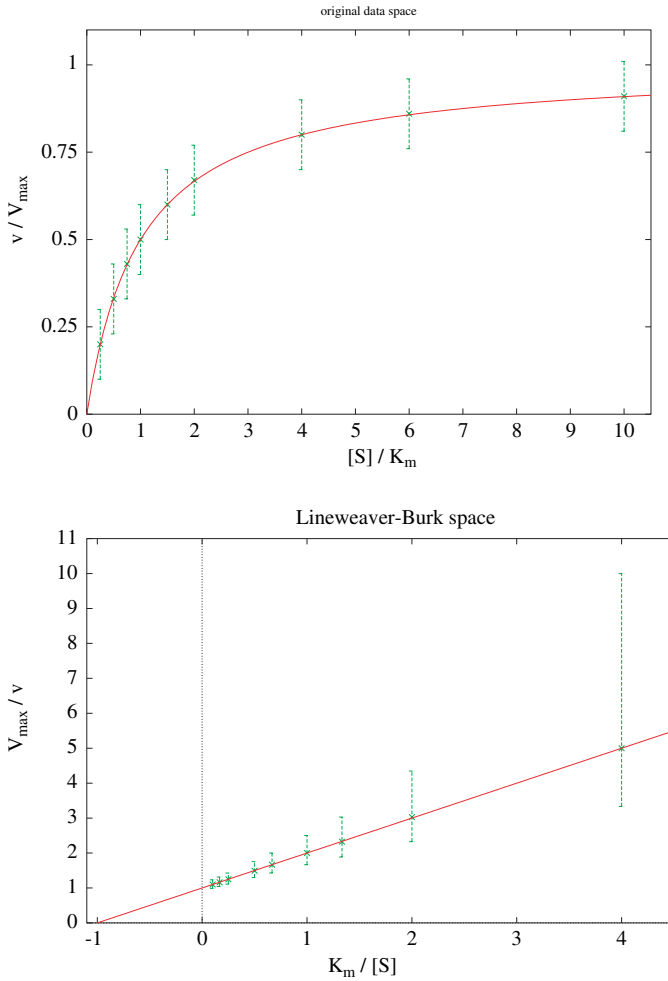 original data space
1
0.75
0.5
0.25
0
v / Vmax
0 1 2 3 4 5 6 7 8 9 10
[S] / Km
Lineweaver-Burk space
11
10
9
8
7
6
5
4
3
2
1
0
Vmax / v
-1 0 1 2 3 4
Km / [S]